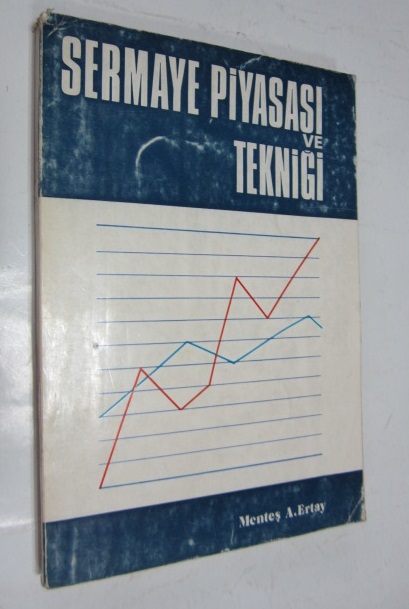 SERMAYE PİYASASI
VE
TEKNİĞİ
Menteş A. Ertay